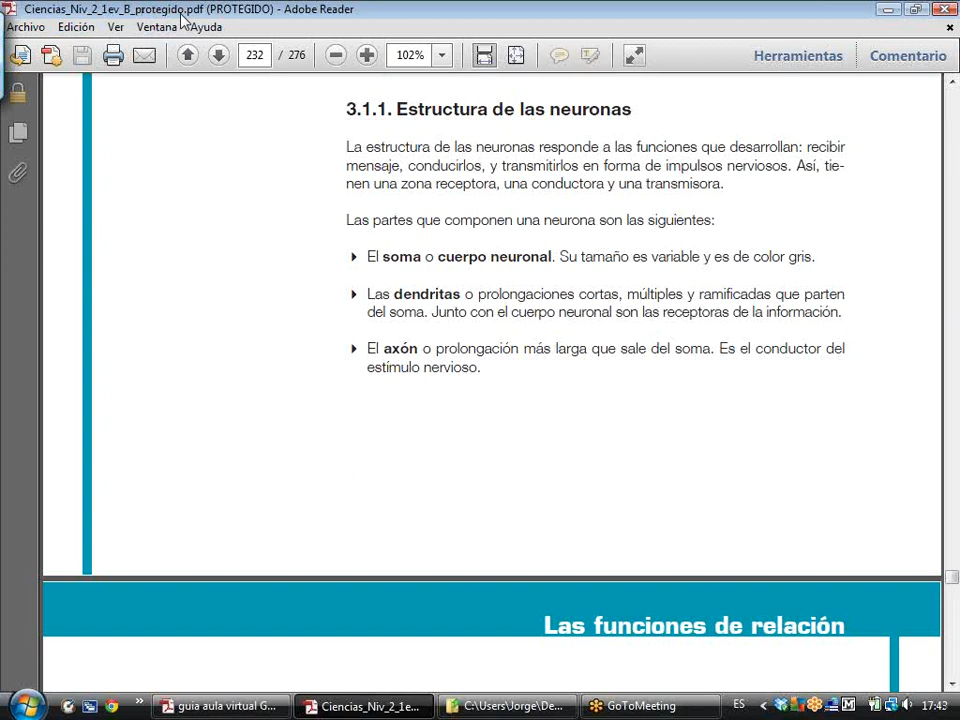 Ciencias_Niv_2_1ev_B_protegido.pdf (PROTEGIDO) - Adobe Reader
Archivo Edición Ver Ventana Ayuda
232 / 276 102% Herramientas Comentario
3.1.1. Estructura de las neuronas
La estructura de las neuronas responde a las funciones que desarrollan: recibir
mensaje, conducirlos, y transmitirlos en forma de impulsos nerviosos. Así, tie-
nen una zona receptora, una conductora y una transmisora.
Las partes que componen una neurona son las siguientes:
El soma o cuerpo neuronal. Su tamaño es variable y es de color gris.
Las dendritas o prolongaciones cortas, múltiples y ramificadas que parten
del soma. Junto con el cuerpo neuronal son las receptoras de la información.
El axón o prolongación más larga que sale del soma. Es el conductor del
estímulo nervioso.
Las funciones de relación
guia aula virtual G... Ciencias_Niv_2_1e... C:\Users\Jorge\De... GoToMeeting ES 17:43